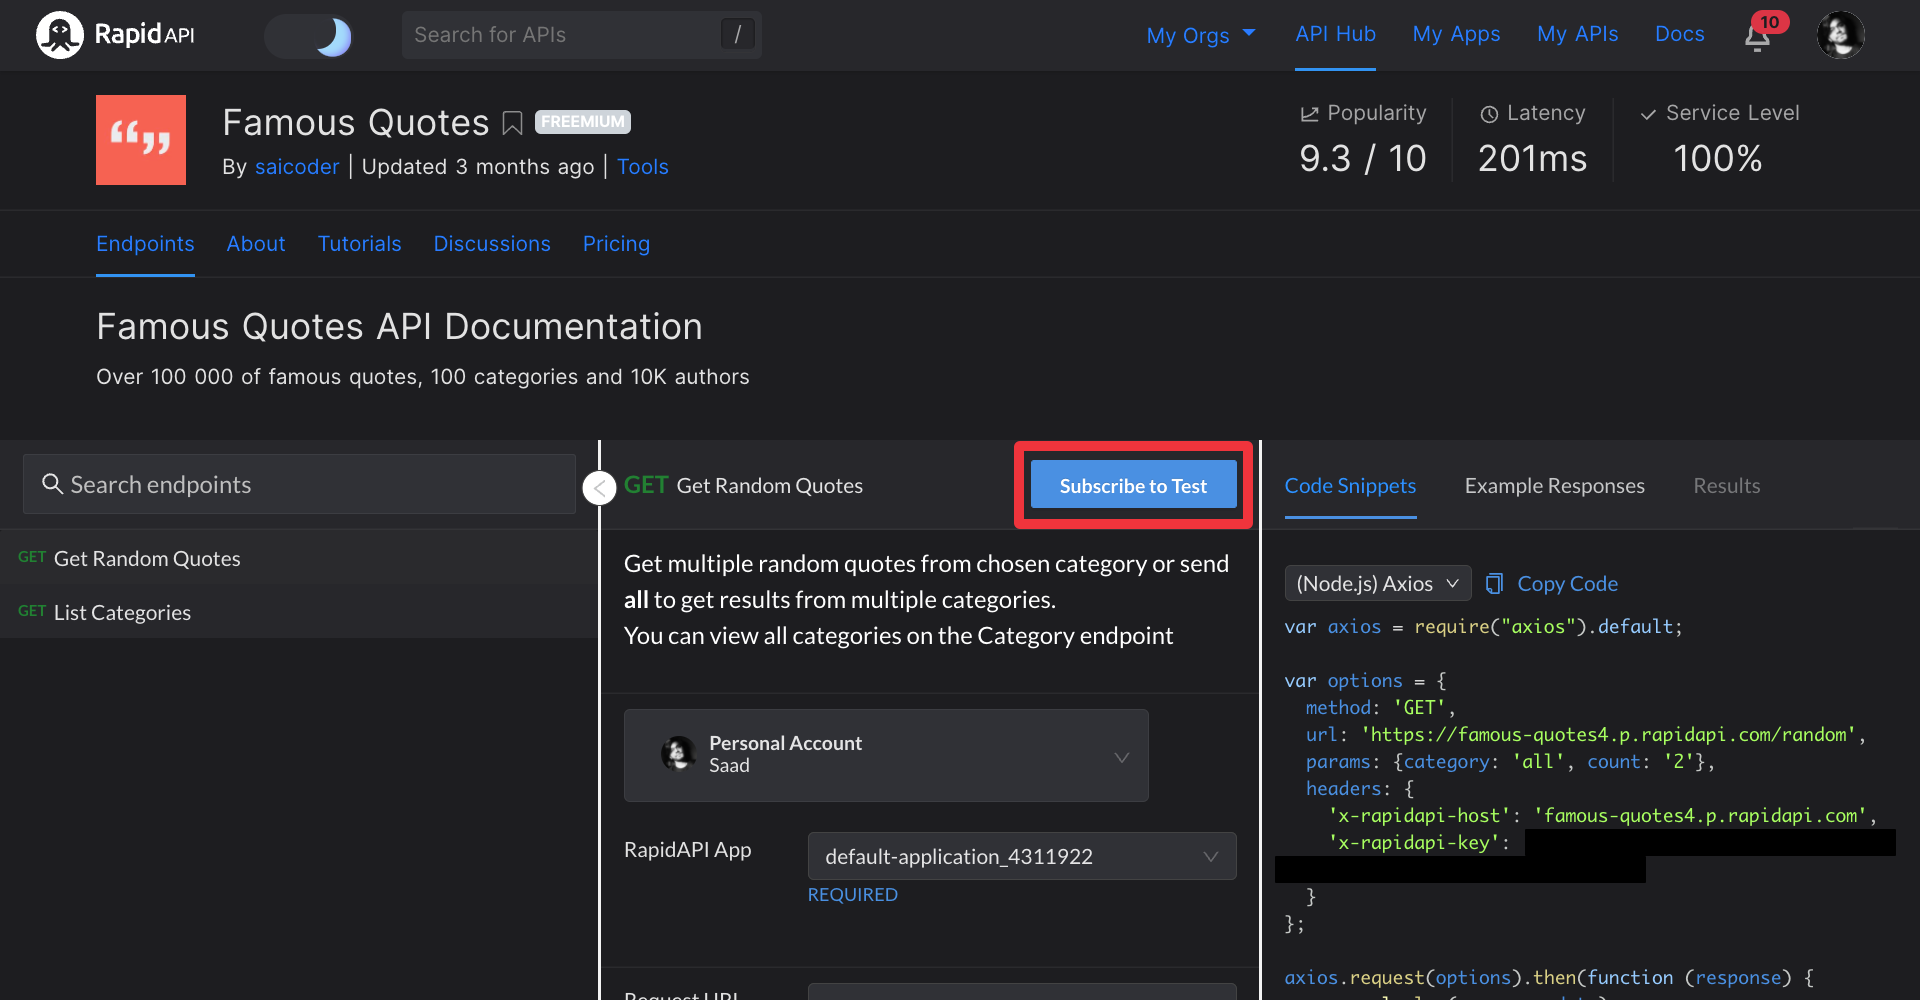 RapidAPI
Search for APIs
/
My Orgs
API Hub
My Apps
My APIs
Docs
10
Famous Quotes
FREEMIUM
By saicoder | Updated 3 months ago | Tools
Popularity
9.3 / 10
Latency
201ms
Service Level
100%
Endpoints
About
Tutorials
Discussions
Pricing
Famous Quotes API Documentation
Over 100 000 of famous quotes, 100 categories and 10K authors
Search endpoints
GET Get Random Quotes
GET List Categories
GET Get Random Quotes
Subscribe to Test
Get multiple random quotes from chosen category or send
all to get results from multiple categories.
You can view all categories on the Category endpoint
Personal Account
Saad
RapidAPI App
default-application_4311922
REQUIRED
Request URL
Code Snippets
Example Responses
Results
(Node.js) Axios
Copy Code
var axios = require("axios").default;
var options = {
method: 'GET',
url: 'https://famous-quotes4.p.rapidapi.com/random',
params: {category: 'all', count: '2'},
headers: {
'x-rapidapi-host': 'famous-quotes4.p.rapidapi.com',
'x-rapidapi-key':
}
};
axios.request(options).then(function (response) {